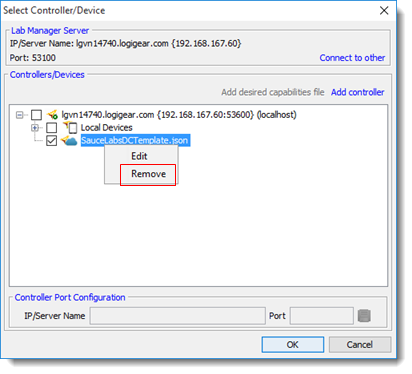 Select Controller/Device
Lab Manager Server
IP/Server Name: lgvn14740.logigear.com {192.168.167.60}
Port: 53100
Connect to other
Controllers/Devices
Add desired capabilities file
Add controller
lgvn14740.logigear.com {192.168.167.60:53600} (localhost)
Local Devices
SauceLabsDCTemplate.json
Edit
Remove
Controller Port Configuration
IP/Server Name
Port
OK
Cancel